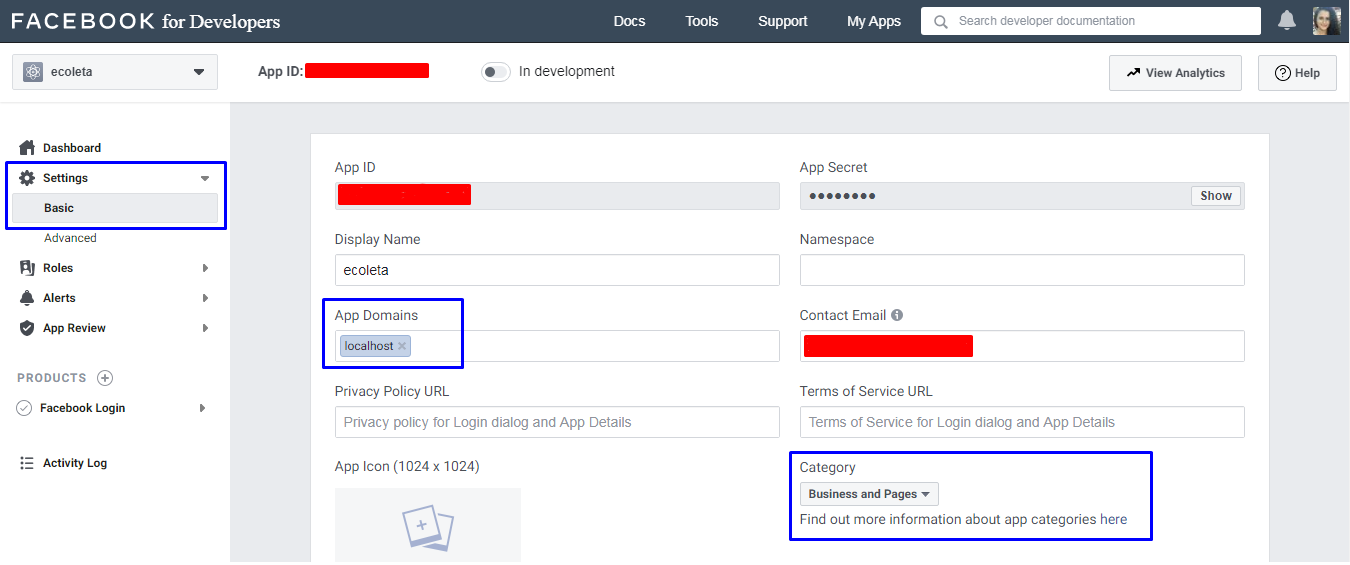 FACEBOOK for Developers
Docs
Tools
Support
My Apps
Search developer documentation
ecoleta
App ID:
In development
View Analytics
Help
Dashboard
Settings
Basic
Advanced
Roles
Alerts
App Review
PRODUCTS
Facebook Login
Activity Log
App ID
App Secret
●●●●●●●●
Show
Display Name
ecoleta
Namespace
App Domains
localhost
Contact Email
Privacy Policy URL
Privacy policy for Login dialog and App Details
Terms of Service URL
Terms of Service for Login dialog and App Details
App Icon (1024 x 1024)
Category
Business and Pages
Find out more information about app categories here